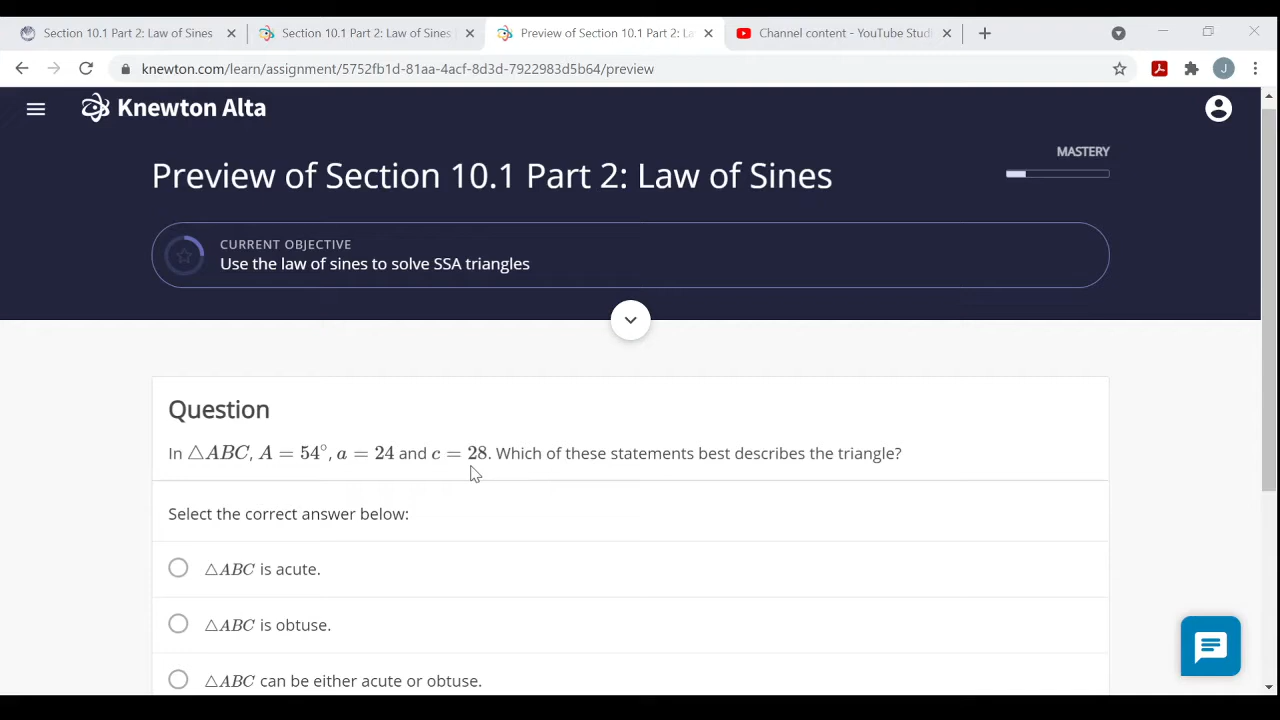 Section 10.1 Part 2: Law of Sines
Section 10.1 Part 2: Law of Sines
Preview of Section 10.1 Part 2: La
Channel content - YouTube Stud
knewton.com/learn/assignment/5752fb1d-81aa-4acf-8d3d-7922983d5b64/preview
J
Knewton Alta
MASTERY
Preview of Section 10.1 Part 2: Law of Sines
CURRENT OBJECTIVE
Use the law of sines to solve SSA triangles
Question
In △ABC, A = 54°, a = 24 and c = 28. Which of these statements best describes the triangle?
Select the correct answer below:
△ABC is acute.
△ABC is obtuse.
△ABC can be either acute or obtuse.